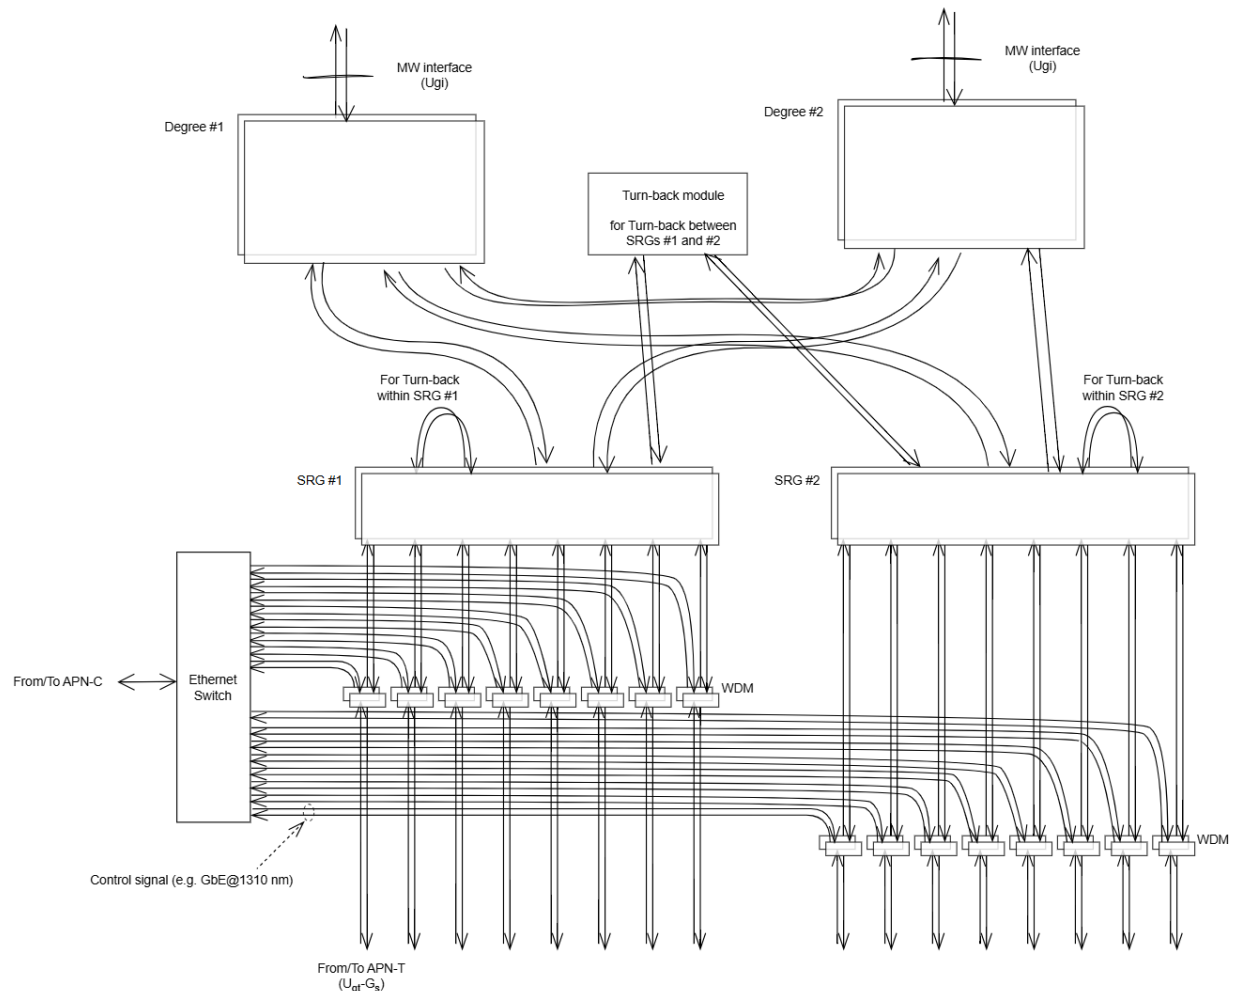 MW interface
(Ugi)
MW interface
(Ugi)
Degree #1
Degree #2
Turn-back module
for Turn-back between
SRGs #1 and #2
For Turn-back
within SRG #1
For Turn-back
within SRG #2
SRG #1
SRG #2
From/To APN-C
Ethernet
Switch
WDM
WDM
Control signal (e.g. GbE@1310 nm)
From/To APN-T
(Ugt-Gs)